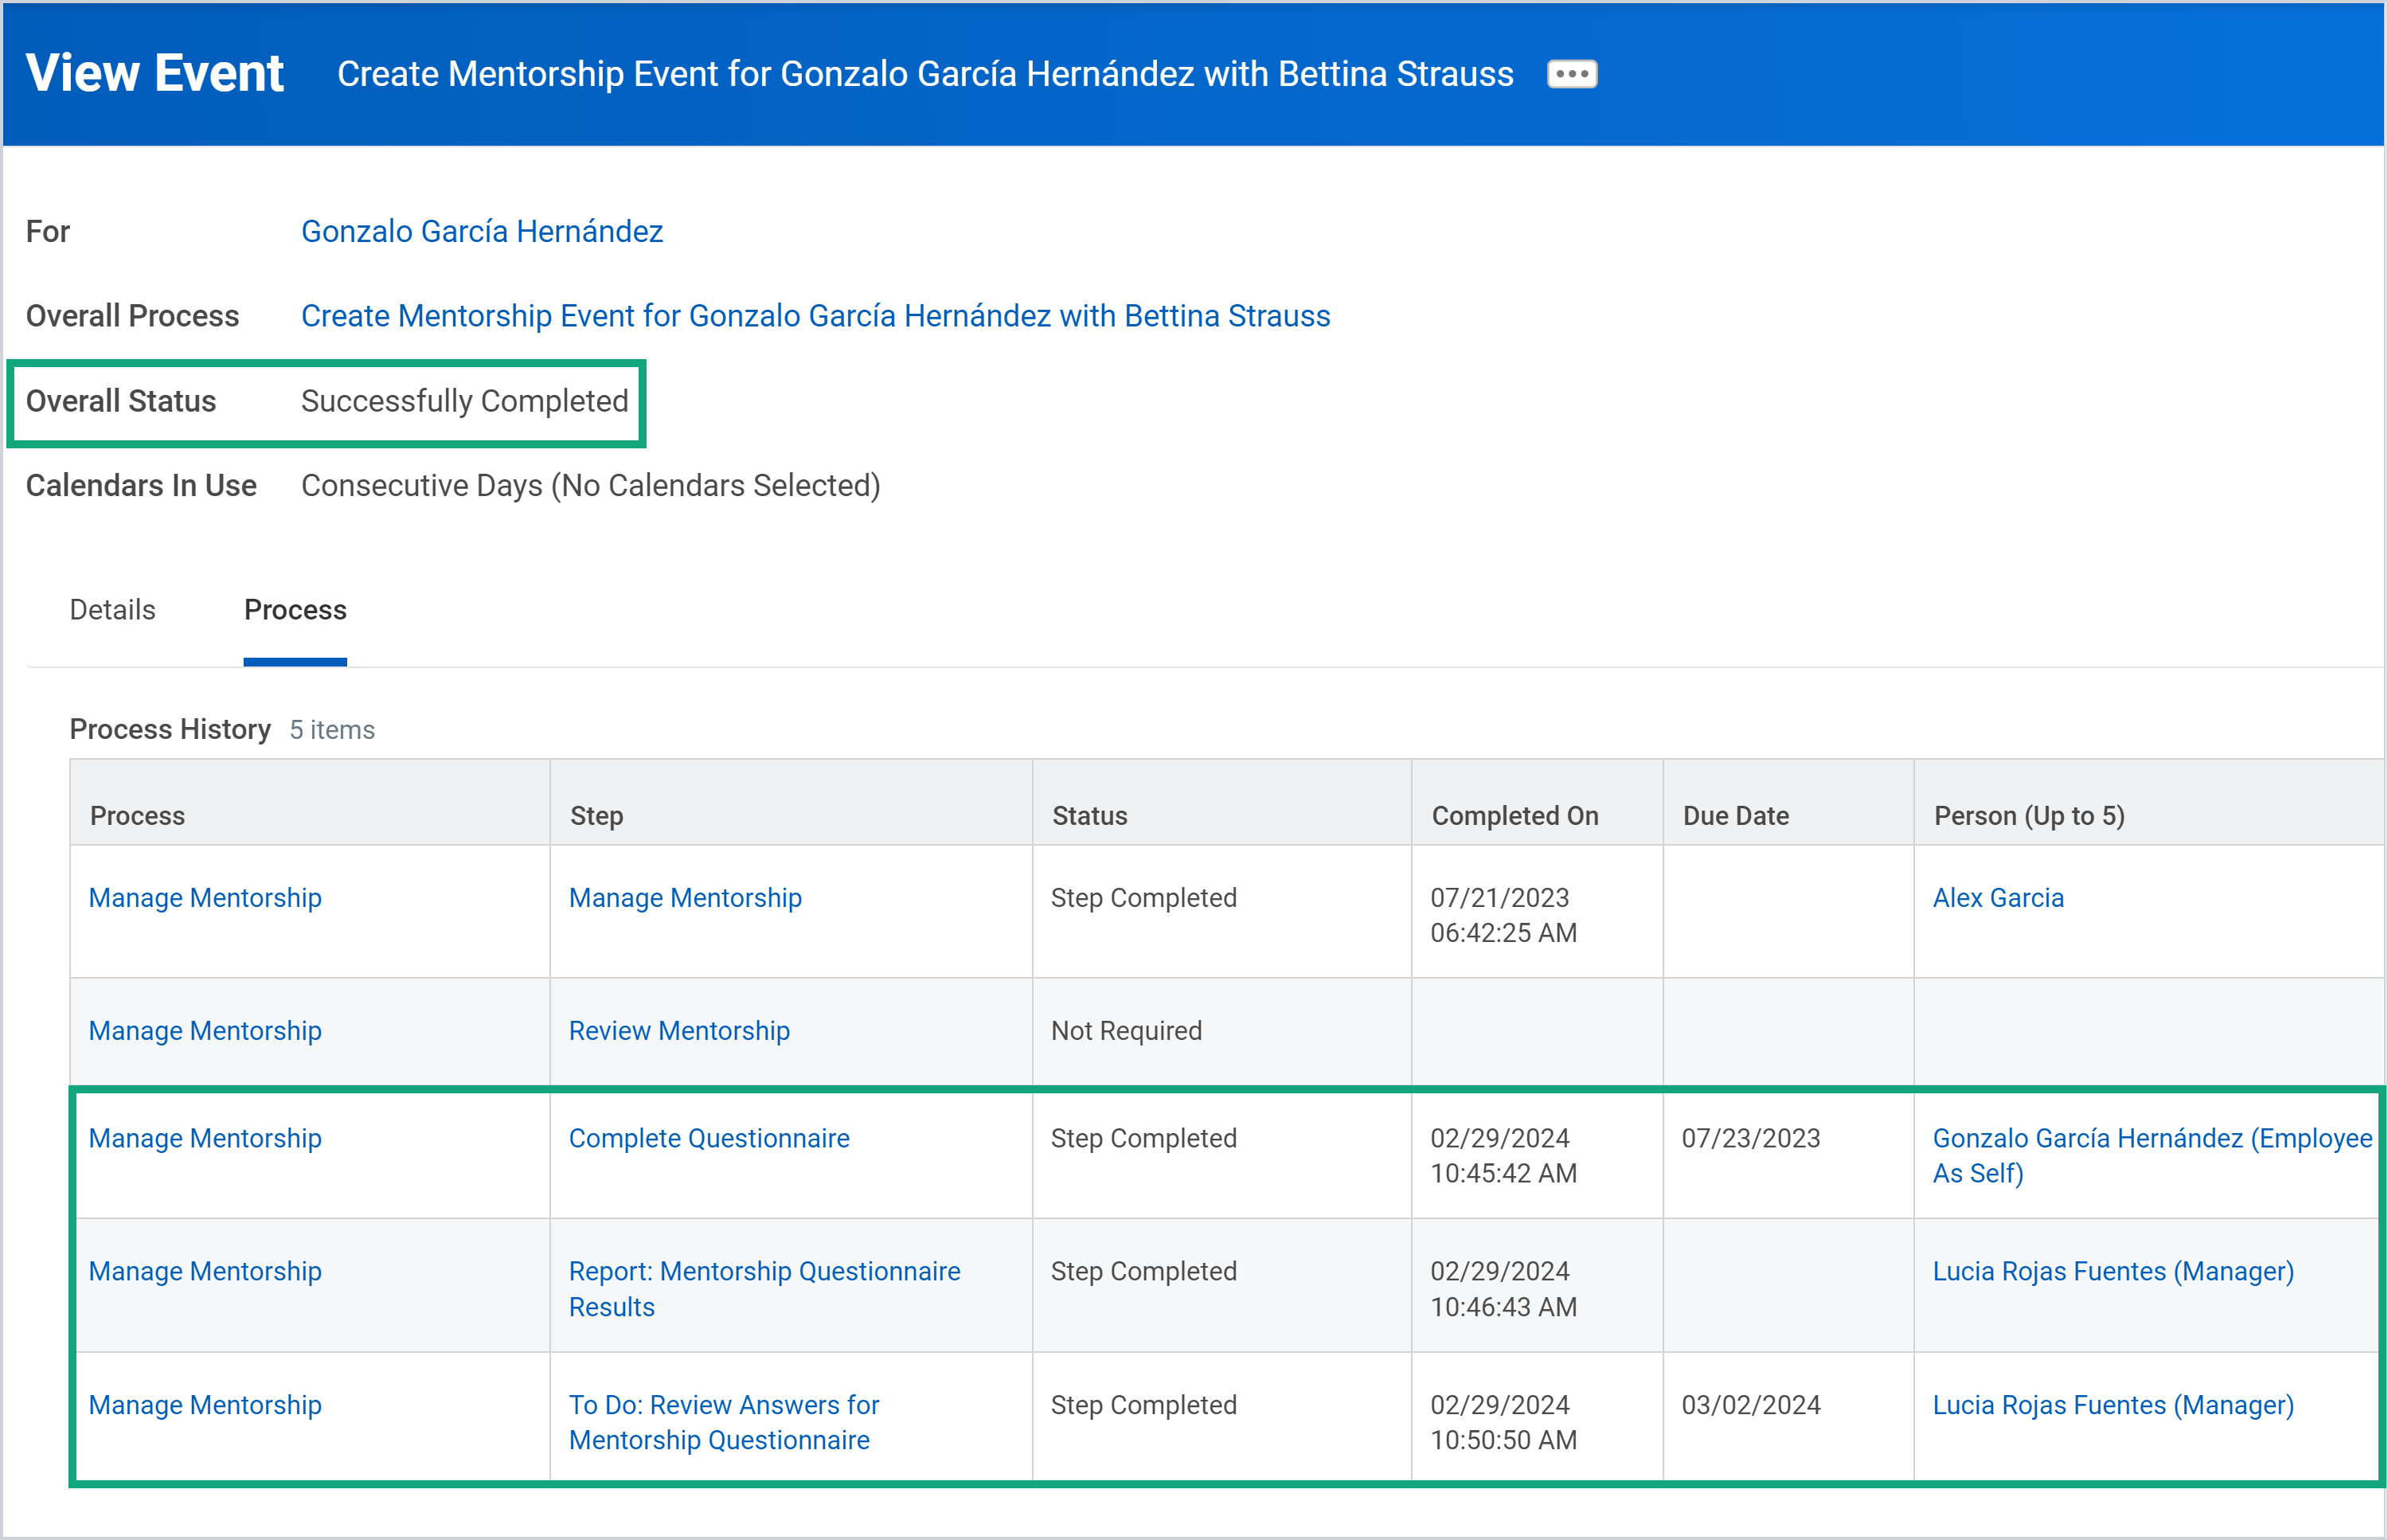 View Event Create Mentorship Event for Gonzalo García Hernández with Bettina Strauss
For Gonzalo García Hernández
Overall Process Create Mentorship Event for Gonzalo García Hernández with Bettina Strauss
Overall Status Successfully Completed
Calendars In Use Consecutive Days (No Calendars Selected)
Details Process
Process History 5 items
Process Step Status Completed On Due Date Person (Up to 5)
Manage Mentorship Manage Mentorship Step Completed 07/21/2023 Alex Garcia
06:42:25 AM
Manage Mentorship Review Mentorship Not Required
Manage Mentorship Complete Questionnaire Step Completed 02/29/2024 07/23/2023 Gonzalo García Hernández (Employee
10:45:42 AM As Self)
Manage Mentorship Report: Mentorship Questionnaire Step Completed 02/29/2024 Lucia Rojas Fuentes (Manager)
Results 10:46:43 AM
Manage Mentorship To Do: Review Answers for Step Completed 02/29/2024 03/02/2024 Lucia Rojas Fuentes (Manager)
Mentorship Questionnaire 10:50:50 AM